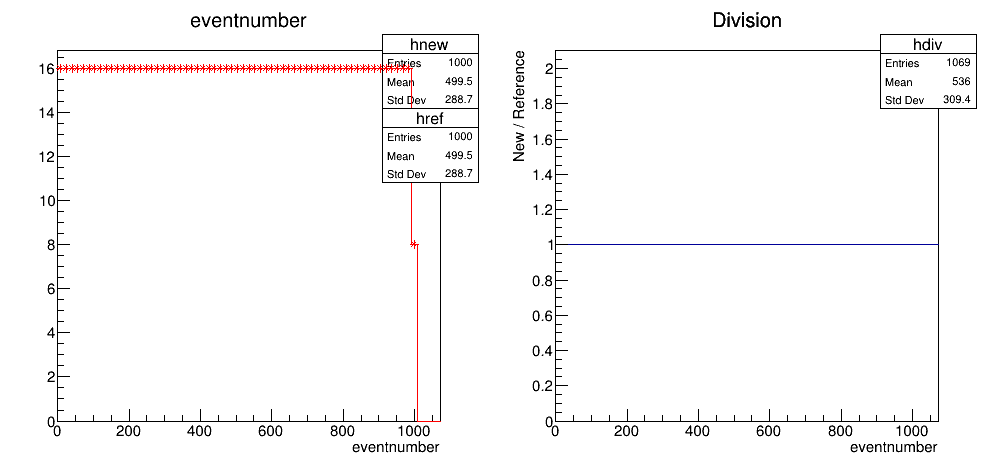 eventnumber
hnew
Entries 1000
Mean 499.5
Std Dev 288.7
href
Entries 1000
Mean 499.5
Std Dev 288.7
16
14
12
10
8
6
4
2
0
0 200 400 600 800 1000
eventnumber
Division
hdiv
Entries 1069
Mean 536
Std Dev 309.4
New / Reference
2
1.8
1.6
1.4
1.2
1
0.8
0.6
0.4
0.2
0
0 200 400 600 800 1000
eventnumber